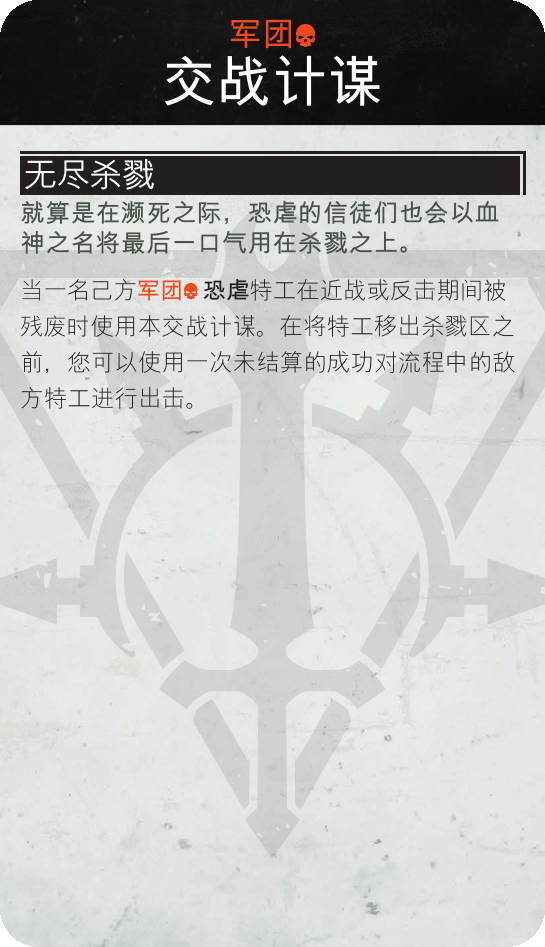 军团
交战计谋
无尽杀戮
就算是在濒死之际，恐虐的信徒们也会以血
神之名将最后一口气用在杀戮之上。
当一名己方军团恐虐特工在近战或反击期间被
残废时使用本交战计谋。在将特工移出杀戮区之
前，您可以使用一次未结算的成功对流程中的敌
方特工进行出击。